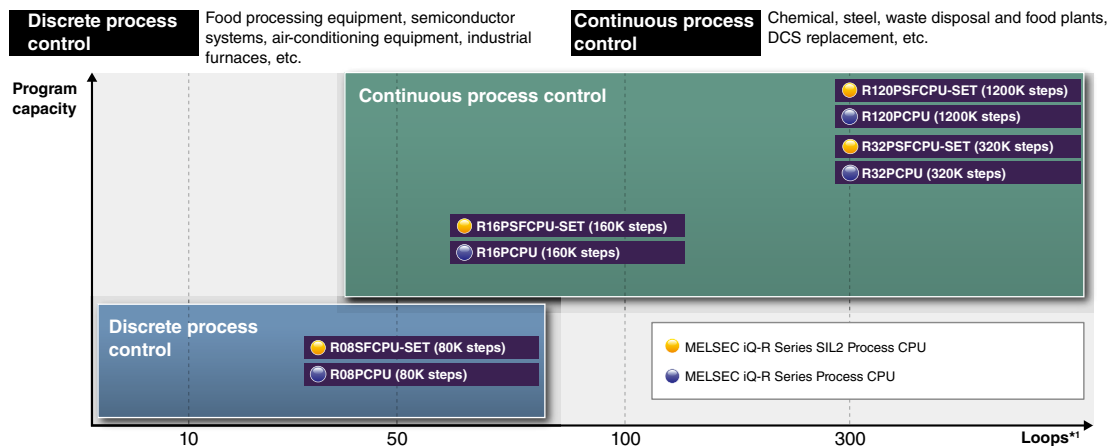 Discrete process
control
Food processing equipment, semiconductor
systems, air-conditioning equipment, industrial
furnaces, etc.
Continuous process
control
Chemical, steel, waste disposal and food plants,
DCS replacement, etc.
Program
capacity
Continuous process control
R120PSFCPU-SET (1200K steps)
R120PCPU (1200K steps)
R32PSFCPU-SET (320K steps)
R32PCPU (320K steps)
R16PSFCPU-SET (160K steps)
R16PCPU (160K steps)
Discrete process
control
R08SFCPU-SET (80K steps)
R08PCPU (80K steps)
MELSEC iQ-R Series SIL2 Process CPU
MELSEC iQ-R Series Process CPU
10
50
100
300
Loops*1